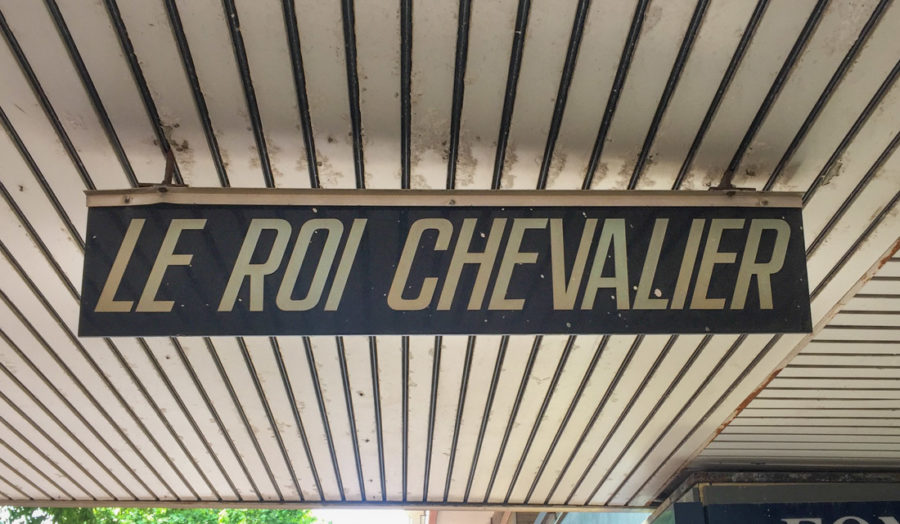 LE ROI CHEVALIER